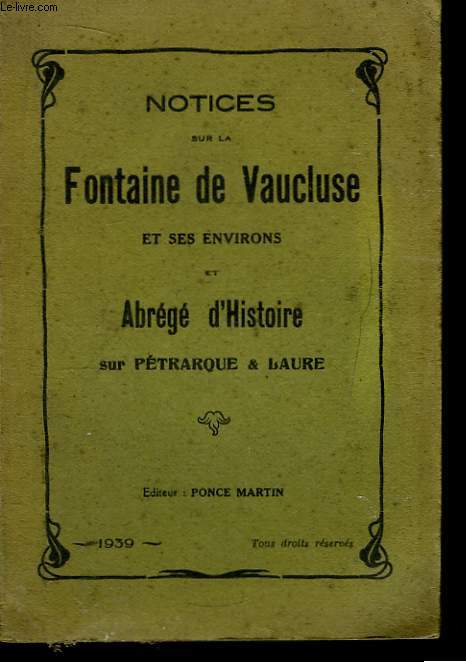 Le-livre.com
NOTICES
SUR LA
Fontaine de Vaucluse
ET SES ENVIRONS
ET
Abrégé d'Histoire
sur PÉTRARQUE & LAURE
Editeur : PONCE MARTIN
— 1939 —
Tous droits réservés